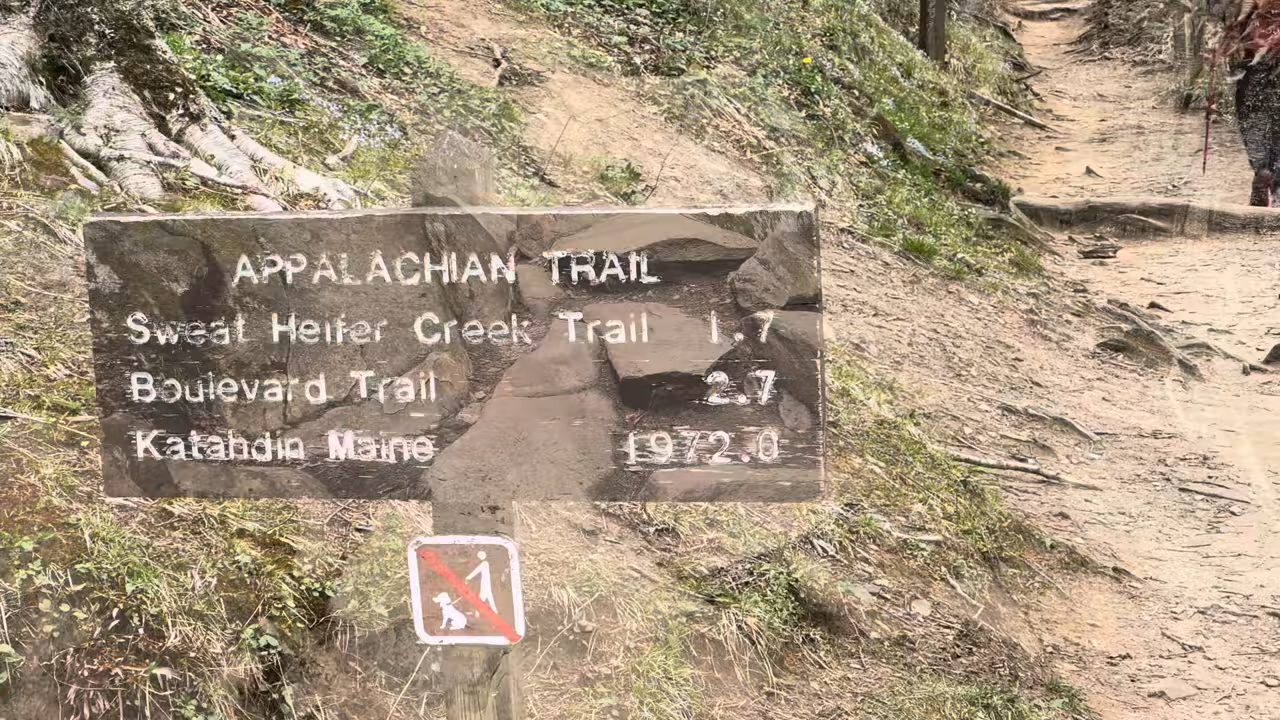 APPALACHIAN TRAIL
Sweat Heifer Creek Trail 1.7
Boulevard Trail 2.7
Katahdin Maine 1972.0